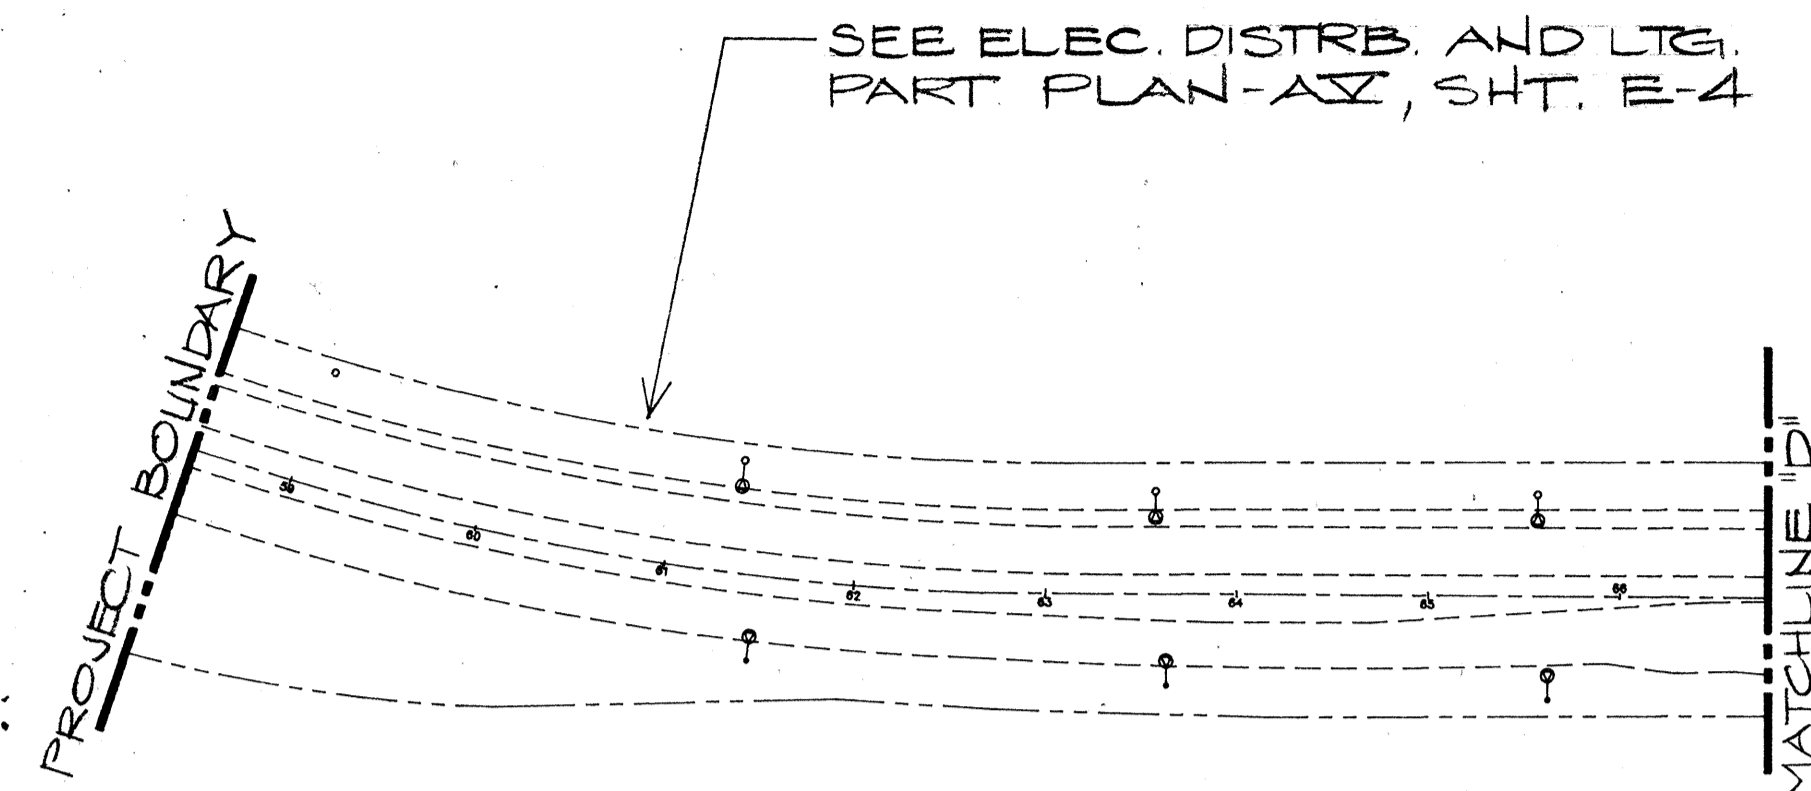 SEE ELEC. DISTRB. AND LTG.
PART PLAN-AV, SHT. E-4
PROJECT BOUNDARY
59
60
61
62
63
64
65
66
MATCHLINE "D"